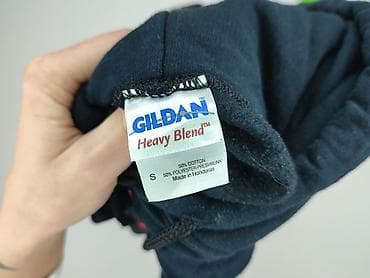 GILDAN
Heavy Blend™
S
50% COTTON
50% POLYESTER/PRESHRUNK
Made in Honduras